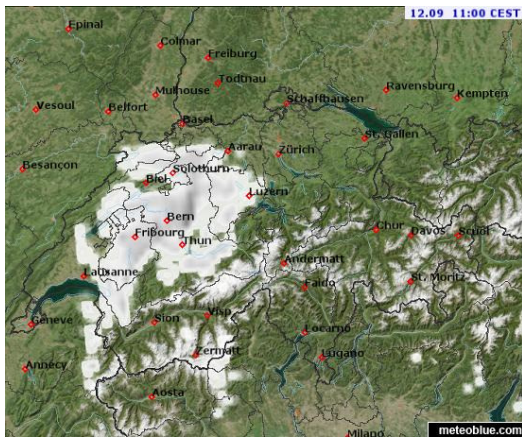 12.09 11:00 CEST
Epinal
Colmar
Freiburg
Todtnau
Mulhouse
Vesoul
Belfort
Schaffhausen
Ravensburg
Kempten
Basel
St. Gallen
Aarau
Zürich
Besançon
Solothurn
Biel
Luzern
Bern
Fribourg
Thun
Chur
Davos
Scuol
Andermatt
Lausanne
Faido
St. Moritz
Genève
Sion
Visp
Locarno
Zermatt
Lugano
Annecy
Aosta
Milano
meteoblue.com